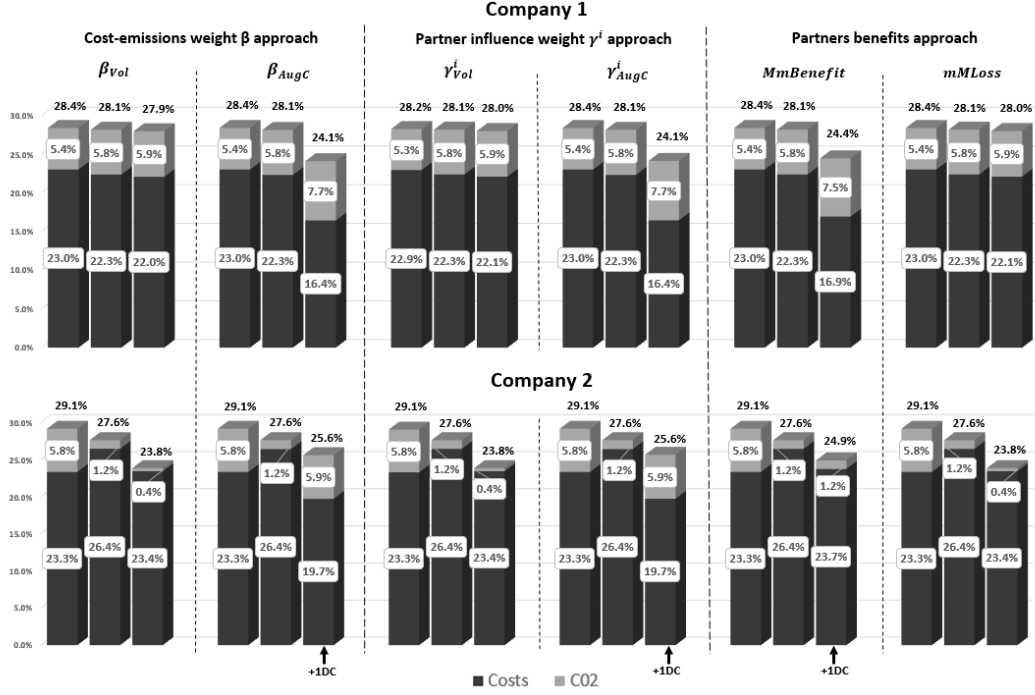 Company 1
Cost-emissions weight β approach
Partner influence weight γ^i approach
Partners benefits approach
β_Vol
β_AugC
γ^i_Vol
γ^i_AugC
MmBenefit
mMLoss
28.4% 28.1% 27.9%
28.4% 28.1% 24.1%
28.2% 28.1% 28.0%
28.4% 28.1% 24.1%
28.4% 28.1% 24.4%
28.4% 28.1% 28.0%
30.0%
25.0%
20.0%
15.0%
10.0%
5.0%
0.0%
5.4% 5.8% 5.9%
5.4% 5.8% 7.7%
5.3% 5.8% 5.9%
5.4% 5.8% 7.7%
5.4% 5.8% 7.5%
5.4% 5.8% 5.9%
23.0% 22.3% 22.0%
23.0% 22.3% 16.4%
22.9% 22.3% 22.1%
23.0% 22.3% 16.4%
23.0% 22.3% 16.9%
23.0% 22.3% 22.1%
Company 2
29.1% 27.6% 23.8%
29.1% 27.6% 25.6%
29.1% 27.6% 23.8%
29.1% 27.6% 25.6%
29.1% 27.6% 24.9%
29.1% 27.6% 23.8%
30.0%
25.0%
20.0%
15.0%
10.0%
5.0%
0.0%
5.8% 1.2% 0.4%
5.8% 1.2% 5.9%
5.8% 1.2% 0.4%
5.8% 1.2% 5.9%
5.8% 1.2% 1.2%
5.8% 1.2% 0.4%
23.3% 26.4% 23.4%
23.3% 26.4% 19.7%
23.3% 26.4% 23.4%
23.3% 26.4% 19.7%
23.3% 26.4% 23.7%
23.3% 26.4% 23.4%
+1DC
+1DC
+1DC
Costs C02